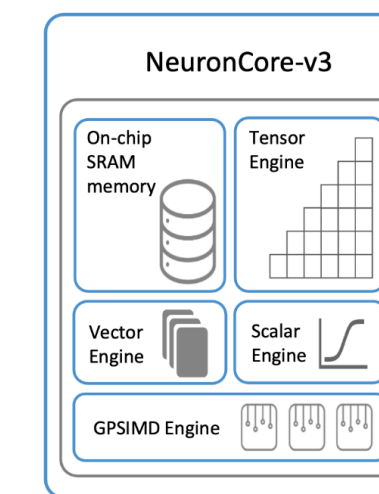 NeuronCore-v3
On-chip
SRAM
memory
Tensor
Engine
Vector
Engine
Scalar
Engine
GPSIMD Engine